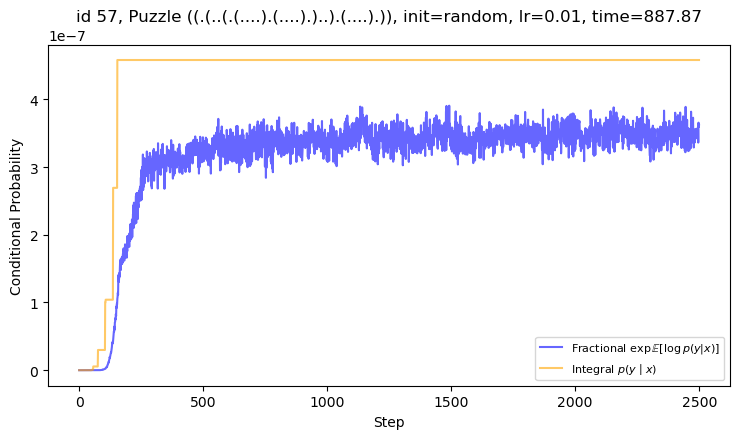 id 57, Puzzle ((.(..(.(....).(....).)..).(....).)), init=random, lr=0.01, time=887.87
1e−7
4
3
2
1
0
Conditional Probability
Fractional exp𝔼[log p(y|x)]
Integral p(y | x)
0
500
1000
1500
2000
2500
Step